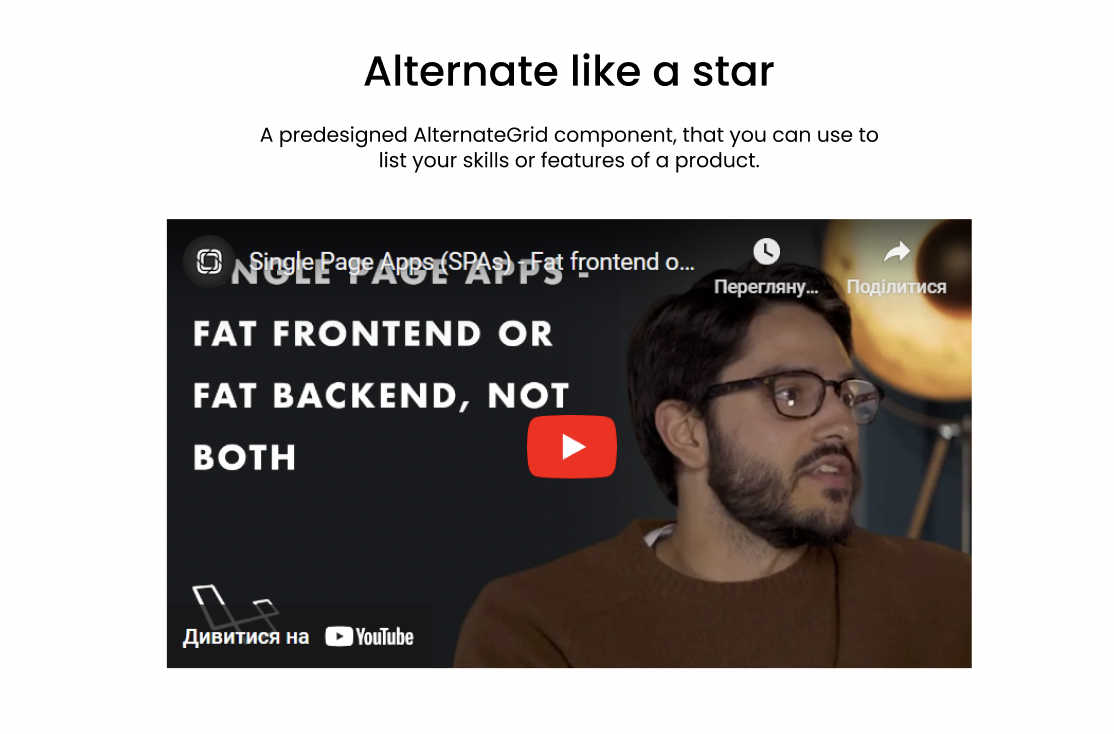 Alternate like a star
A predesigned AlternateGrid component, that you can use to
list your skills or features of a product.
Single Page Apps (SPAs) - Fat frontend o...
Перегляну...
Поділитися
NGLE PAGE APPS -
FAT FRONTEND OR
FAT BACKEND, NOT
BOTH
Дивитися на YouTube